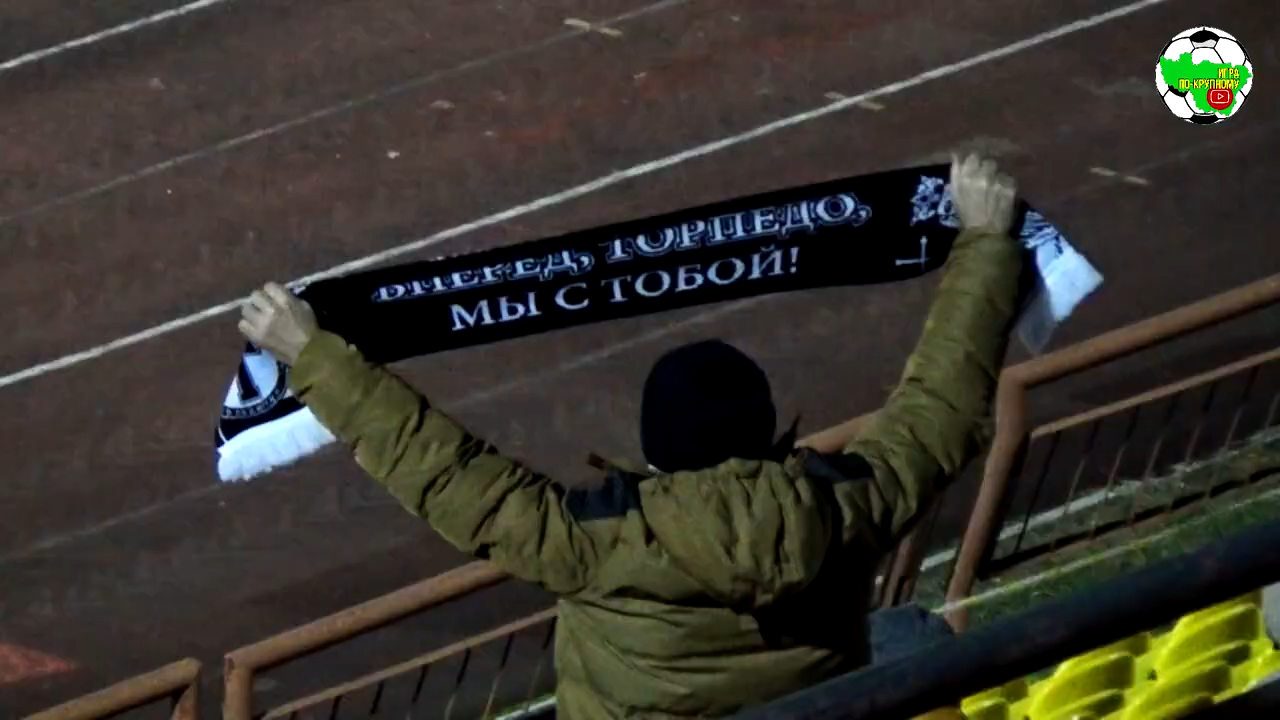 ВПЕРЕД, ТОРПЕДО,
МЫ С ТОБОЙ!
ИГРА
ПО-КРУПНОМУ